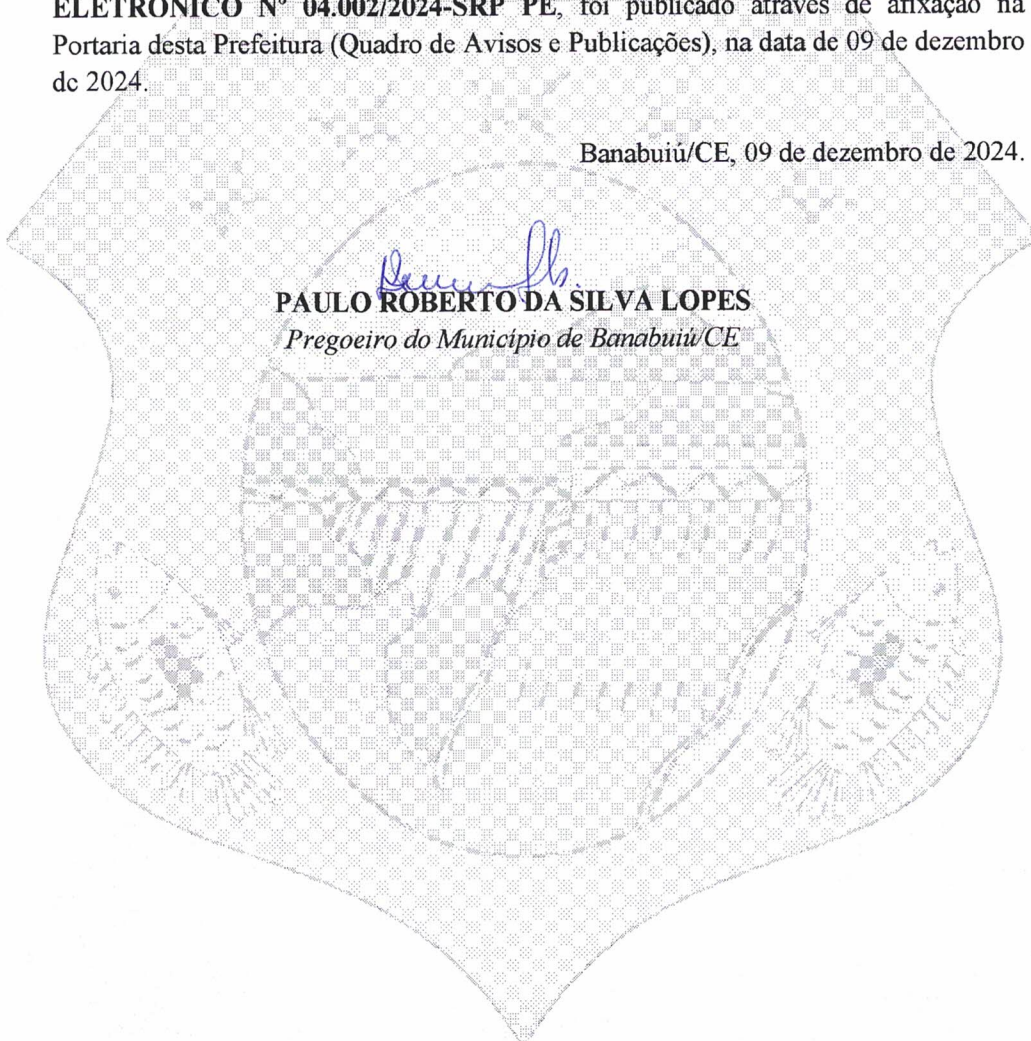 ELETRÔNICO Nº 04.002/2024-SRP PE, foi publicado através de afixação na
Portaria desta Prefeitura (Quadro de Avisos e Publicações), na data de 09 de dezembro
de 2024.
Banabuiú/CE, 09 de dezembro de 2024.
PAULO ROBERTO DA SILVA LOPES
Pregoeiro do Município de Banabuiú/CE